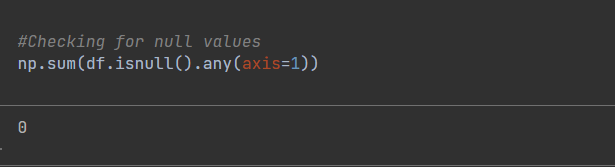 #Checking for null values
np.sum(df.isnull().any(axis=1))
0